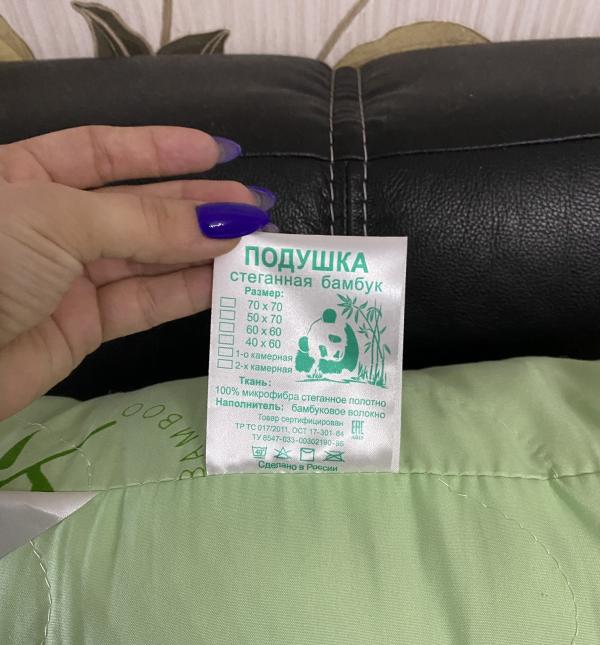 ПОДУШКА
стеганная бамбук
Размер:
70 x 70
50 x 70
60 x 60
40 x 60
1-о камерная
2-х камерная
Ткань:
100% микрофибра стеганное полотно
Наполнитель: бамбуковое волокно
Товар сертифицирован
ТР ТС 017/2011, ОСТ 17-301-84
ТУ 8547-033-00302190-95
EAC
40
Сделано в России
BAMBOO